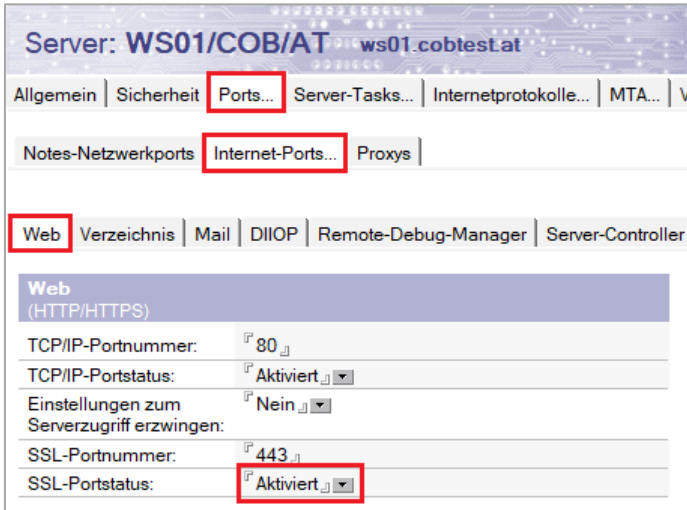 Server: WS01/COB/AT ws01.cobtest.at
Allgemein Sicherheit Ports... Server-Tasks... Internetprotokolle... MTA...
Notes-Netzwerkports Internet-Ports... Proxys
Web Verzeichnis Mail DIIOP Remote-Debug-Manager Server-Controller
Web
(HTTP/HTTPS)
TCP/IP-Portnummer: 80
TCP/IP-Portstatus: Aktiviert
Einstellungen zum Nein
Serverzugriff erzwingen:
SSL-Portnummer: 443
SSL-Portstatus: Aktiviert